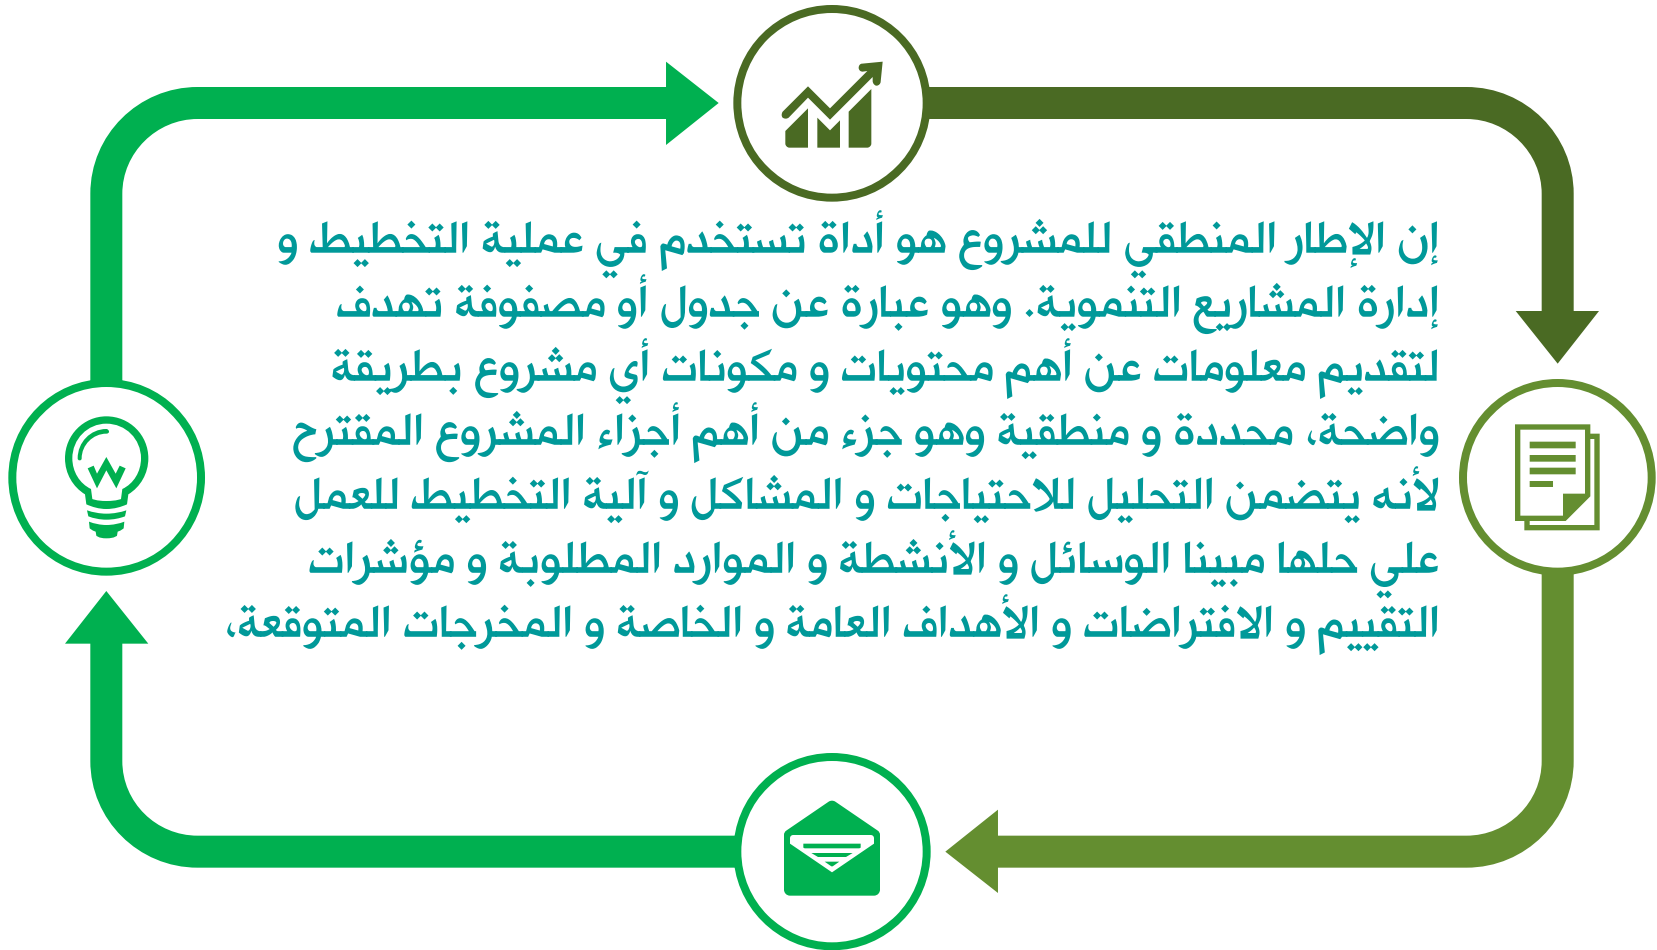 إن الإطار المنطقي للمشروع هو أداة تستخدم في عملية التخطيط و
إدارة المشاريع التنموية. وهو عبارة عن جدول أو مصفوفة تهدف
لتقديم معلومات عن أهم محتويات و مكونات أي مشروع بطريقة
واضحة، محددة و منطقية وهو جزء من أهم أجزاء المشروع المقترح
لأنه يتضمن التحليل للاحتياجات و المشاكل و آلية التخطيط للعمل
علي حلها مبينا الوسائل و الأنشطة و الموارد المطلوبة و مؤشرات
التقييم و الافتراضات و الأهداف العامة و الخاصة و المخرجات المتوقعة،